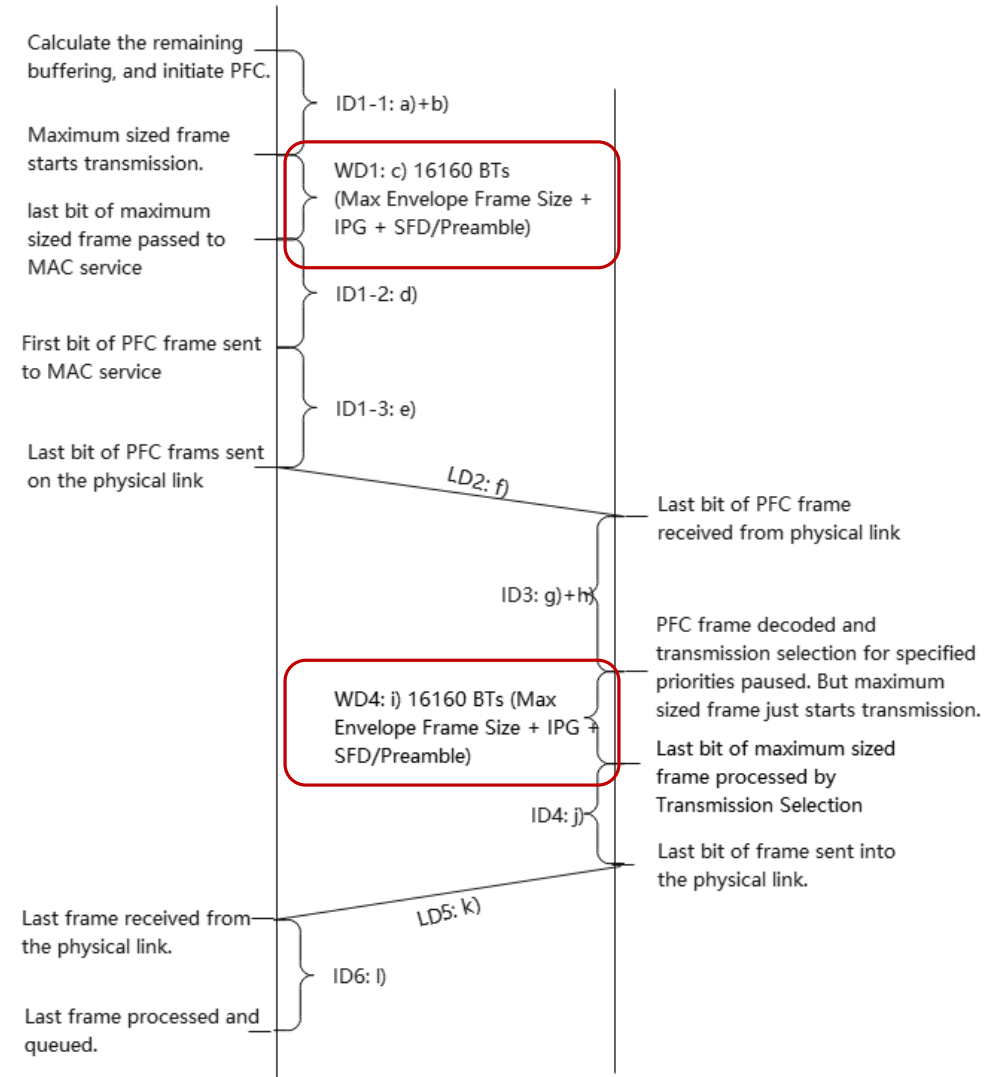 Calculate the remaining
buffering, and initiate PFC.
ID1-1: a)+b)
Maximum sized frame
starts transmission.
WD1: c) 16160 BTs
(Max Envelope Frame Size +
IPG + SFD/Preamble)
last bit of maximum
sized frame passed to
MAC service
ID1-2: d)
First bit of PFC frame sent
to MAC service
ID1-3: e)
Last bit of PFC frams sent
on the physical link
LD2: f)
Last bit of PFC frame
received from physical link
ID3: g)+h)
PFC frame decoded and
transmission selection for specified
priorities paused. But maximum
sized frame just starts transmission.
WD4: i) 16160 BTs (Max
Envelope Frame Size + IPG +
SFD/Preamble)
Last bit of maximum sized
frame processed by
Transmission Selection
ID4: j)
Last bit of frame sent into
the physical link.
LD5: k)
Last frame received from
the physical link.
ID6: l)
Last frame processed and
queued.